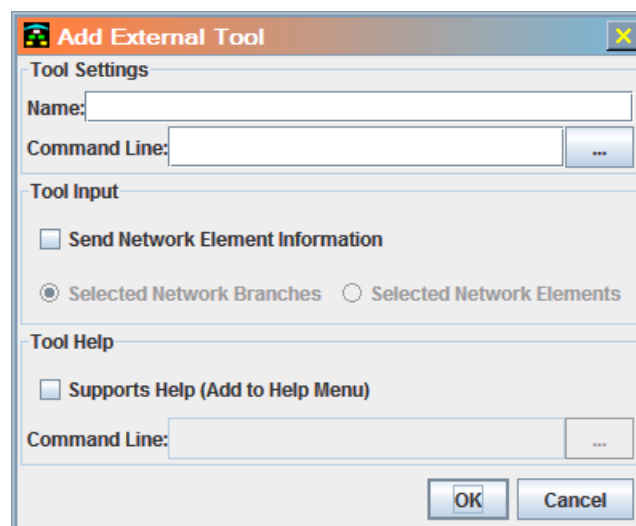 Add External Tool
Tool Settings
Name:
Command Line: ...
Tool Input
Send Network Element Information
Selected Network Branches Selected Network Elements
Tool Help
Supports Help (Add to Help Menu)
Command Line: ...
OK Cancel